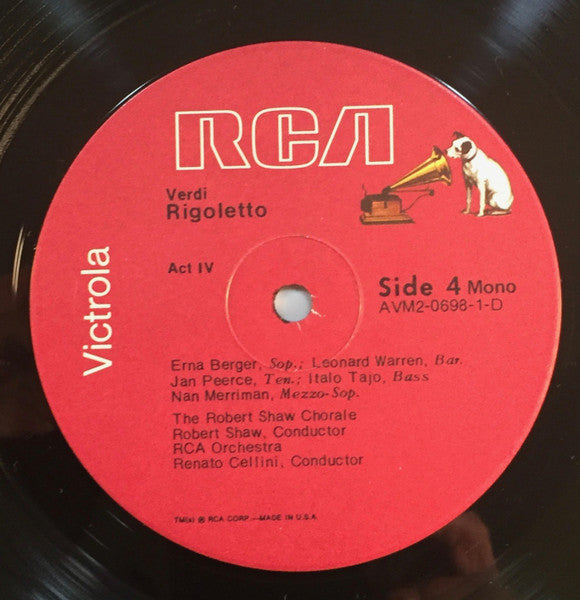 RCA
Verdi
Rigoletto
Victrola
Act IV
Side 4 Mono
AVM2-0698-1-D
Erna Berger, Sop.; Leonard Warren, Bar.
Jan Peerce, Ten.; Italo Tajo, Bass
Nan Merriman, Mezzo-Sop.
The Robert Shaw Chorale
Robert Shaw, Conductor
RCA Orchestra
Renato Cellini, Conductor
TM(s) ® RCA CORP.—MADE IN U.S.A.